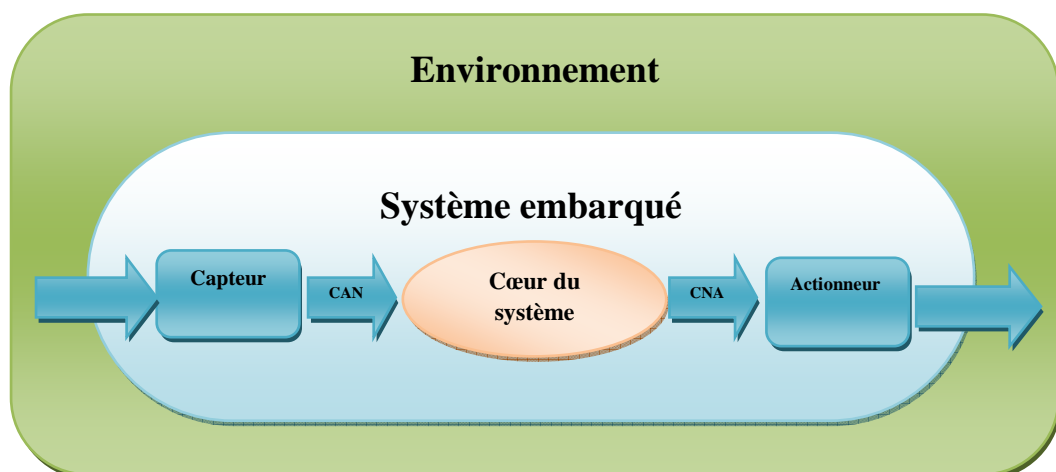 Environnement
Système embarqué
Capteur
CAN
Cœur du
système
CNA
Actionneur